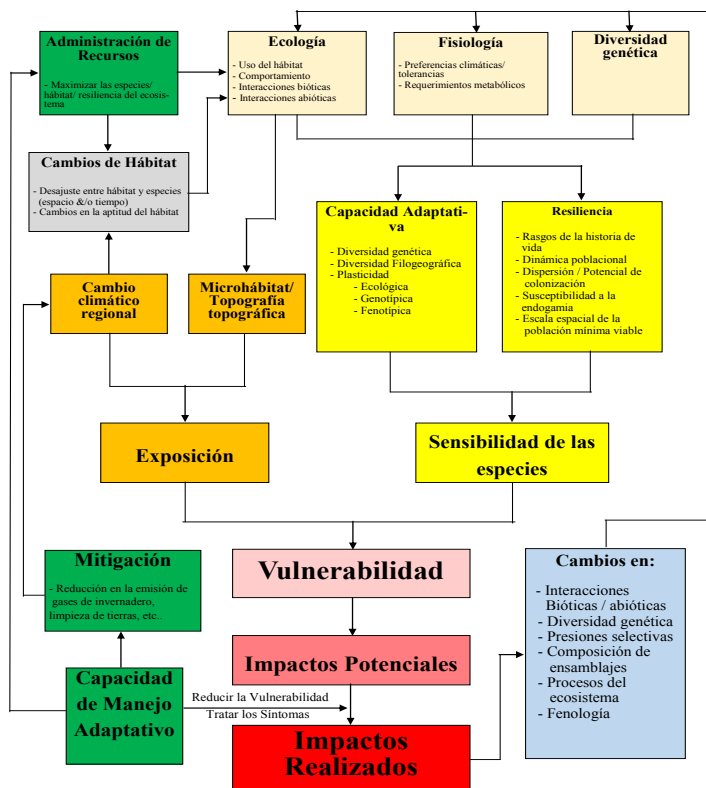 Administración de
Recursos
- Maximizar las especies/
hábitat/ resiliencia del ecosis-
tema
Ecología
- Uso del hábitat
- Comportamiento
- Interacciones bióticas
- Interacciones abióticas
Fisiología
- Preferencias climáticas/
tolerancias
- Requerimientos metabólicos
Diversidad
genética
Cambios de Hábitat
- Desajuste entre hábitat y especies
(espacio &/o tiempo)
- Cambios en la aptitud del hábitat
Capacidad Adaptati-
va
- Diversidad genética
- Diversidad Filogeográfica
- Plasticidad
- Ecológica
- Genotípica
- Fenotípica
Resiliencia
- Rasgos de la historia de
vida
- Dinámica poblacional
- Dispersión / Potencial de
colonización
- Susceptibilidad a la
endogamia
- Escala espacial de la
población mínima viable
Cambio
climático
regional
Microhábitat/
Topografía
topográfica
Exposición
Sensibilidad de las
especies
Mitigación
- Reducción en la emisión de
gases de invernadero,
limpieza de tierras, etc..
Vulnerabilidad
Cambios en:
- Interacciones
Bióticas / abióticas
- Diversidad genética
- Presiones selectivas
- Composición de
ensamblajes
- Procesos del
ecosistema
- Fenología
Impactos Potenciales
Capacidad
de Manejo
Adaptativo
Reducir la Vulnerabilidad
Tratar los Síntomas
Impactos
Realizados